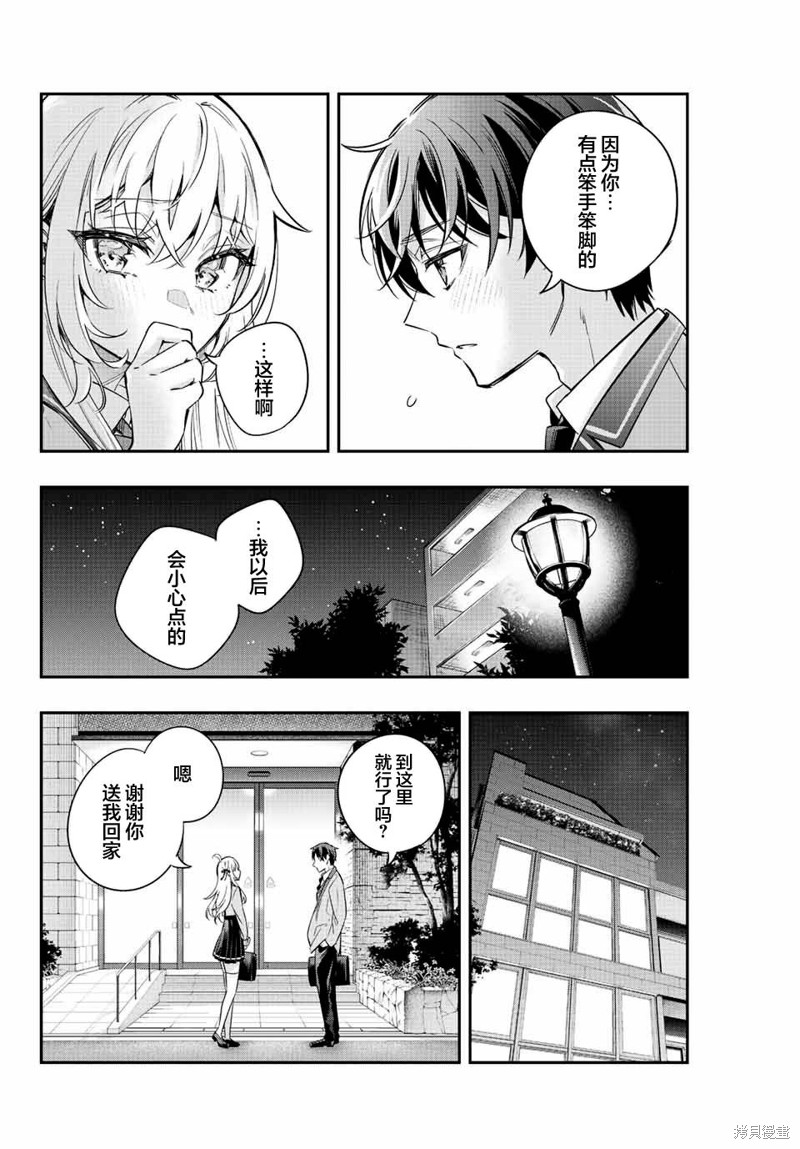 因为你…
有点笨手笨脚的
…这样啊
…我以后
会小心点的
到这里
就行了吗？
嗯
谢谢你
送我回家
拷貝漫畫